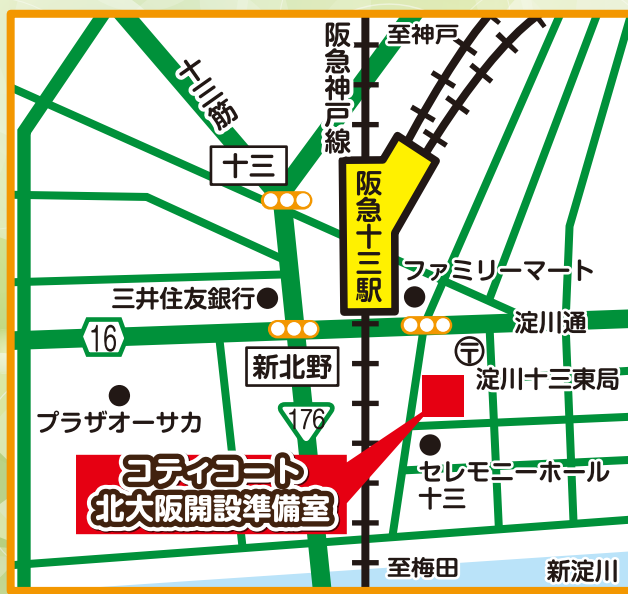 至神戸
阪急神戸線
十三筋
十三
阪急十三駅
ファミリーマート
三井住友銀行
淀川通
16
〒
新北野
淀川十三東局
プラザオーサカ
176
コティコート
北大阪開設準備室
セレモニーホール
十三
至梅田
新淀川